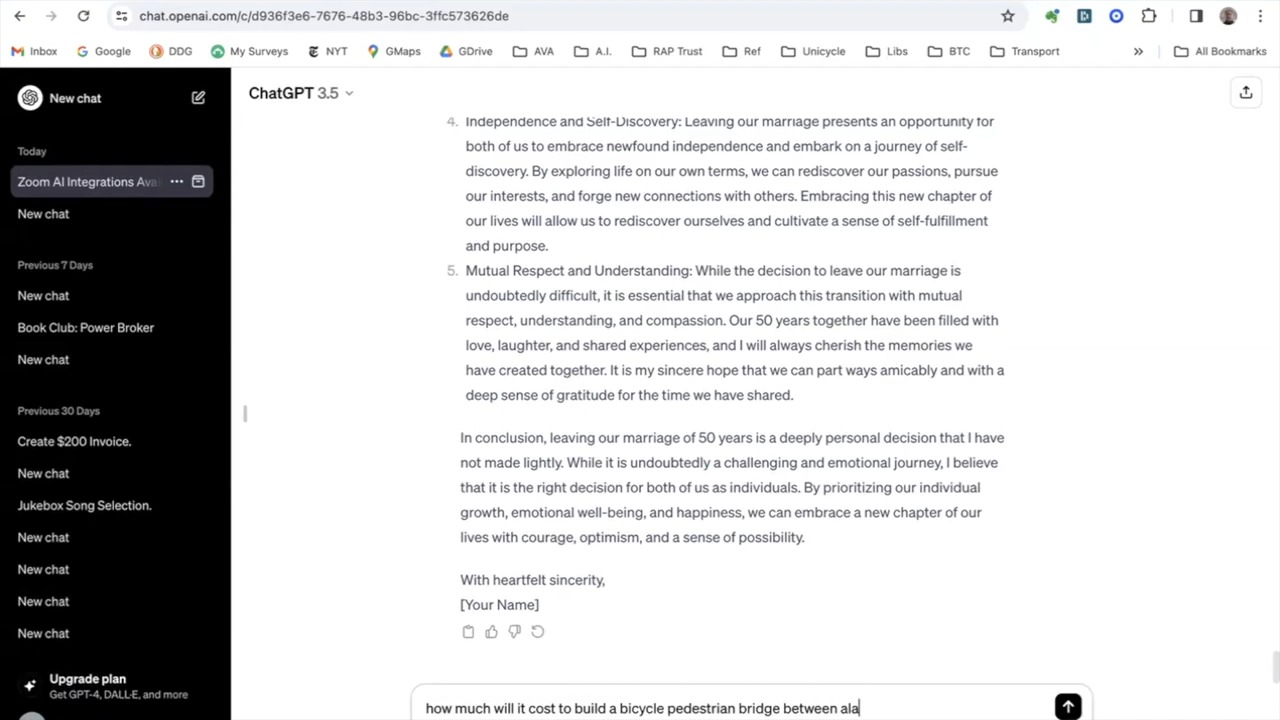 chat.openai.com/c/d936f3e6-7676-48b3-96bc-3ffc573626de
Inbox Google DDG My Surveys NYT GMaps GDrive AVA A.I. RAP Trust Ref Unicycle Libs BTC Transport » All Bookmarks
New chat
ChatGPT 3.5
Today
Zoom AI Integrations Ava
New chat
Previous 7 Days
New chat
Book Club: Power Broker
New chat
Previous 30 Days
Create $200 Invoice.
New chat
Jukebox Song Selection.
New chat
New chat
New chat
New chat
Upgrade plan
Get GPT-4, DALL·E, and more
4. Independence and Self-Discovery: Leaving our marriage presents an opportunity for
both of us to embrace newfound independence and embark on a journey of self-
discovery. By exploring life on our own terms, we can rediscover our passions, pursue
our interests, and forge new connections with others. Embracing this new chapter of
our lives will allow us to rediscover ourselves and cultivate a sense of self-fulfillment
and purpose.
5. Mutual Respect and Understanding: While the decision to leave our marriage is
undoubtedly difficult, it is essential that we approach this transition with mutual
respect, understanding, and compassion. Our 50 years together have been filled with
love, laughter, and shared experiences, and I will always cherish the memories we
have created together. It is my sincere hope that we can part ways amicably and with a
deep sense of gratitude for the time we have shared.
In conclusion, leaving our marriage of 50 years is a deeply personal decision that I have
not made lightly. While it is undoubtedly a challenging and emotional journey, I believe
that it is the right decision for both of us as individuals. By prioritizing our individual
growth, emotional well-being, and happiness, we can embrace a new chapter of our
lives with courage, optimism, and a sense of possibility.
With heartfelt sincerity,
[Your Name]
how much will it cost to build a bicycle pedestrian bridge between ala